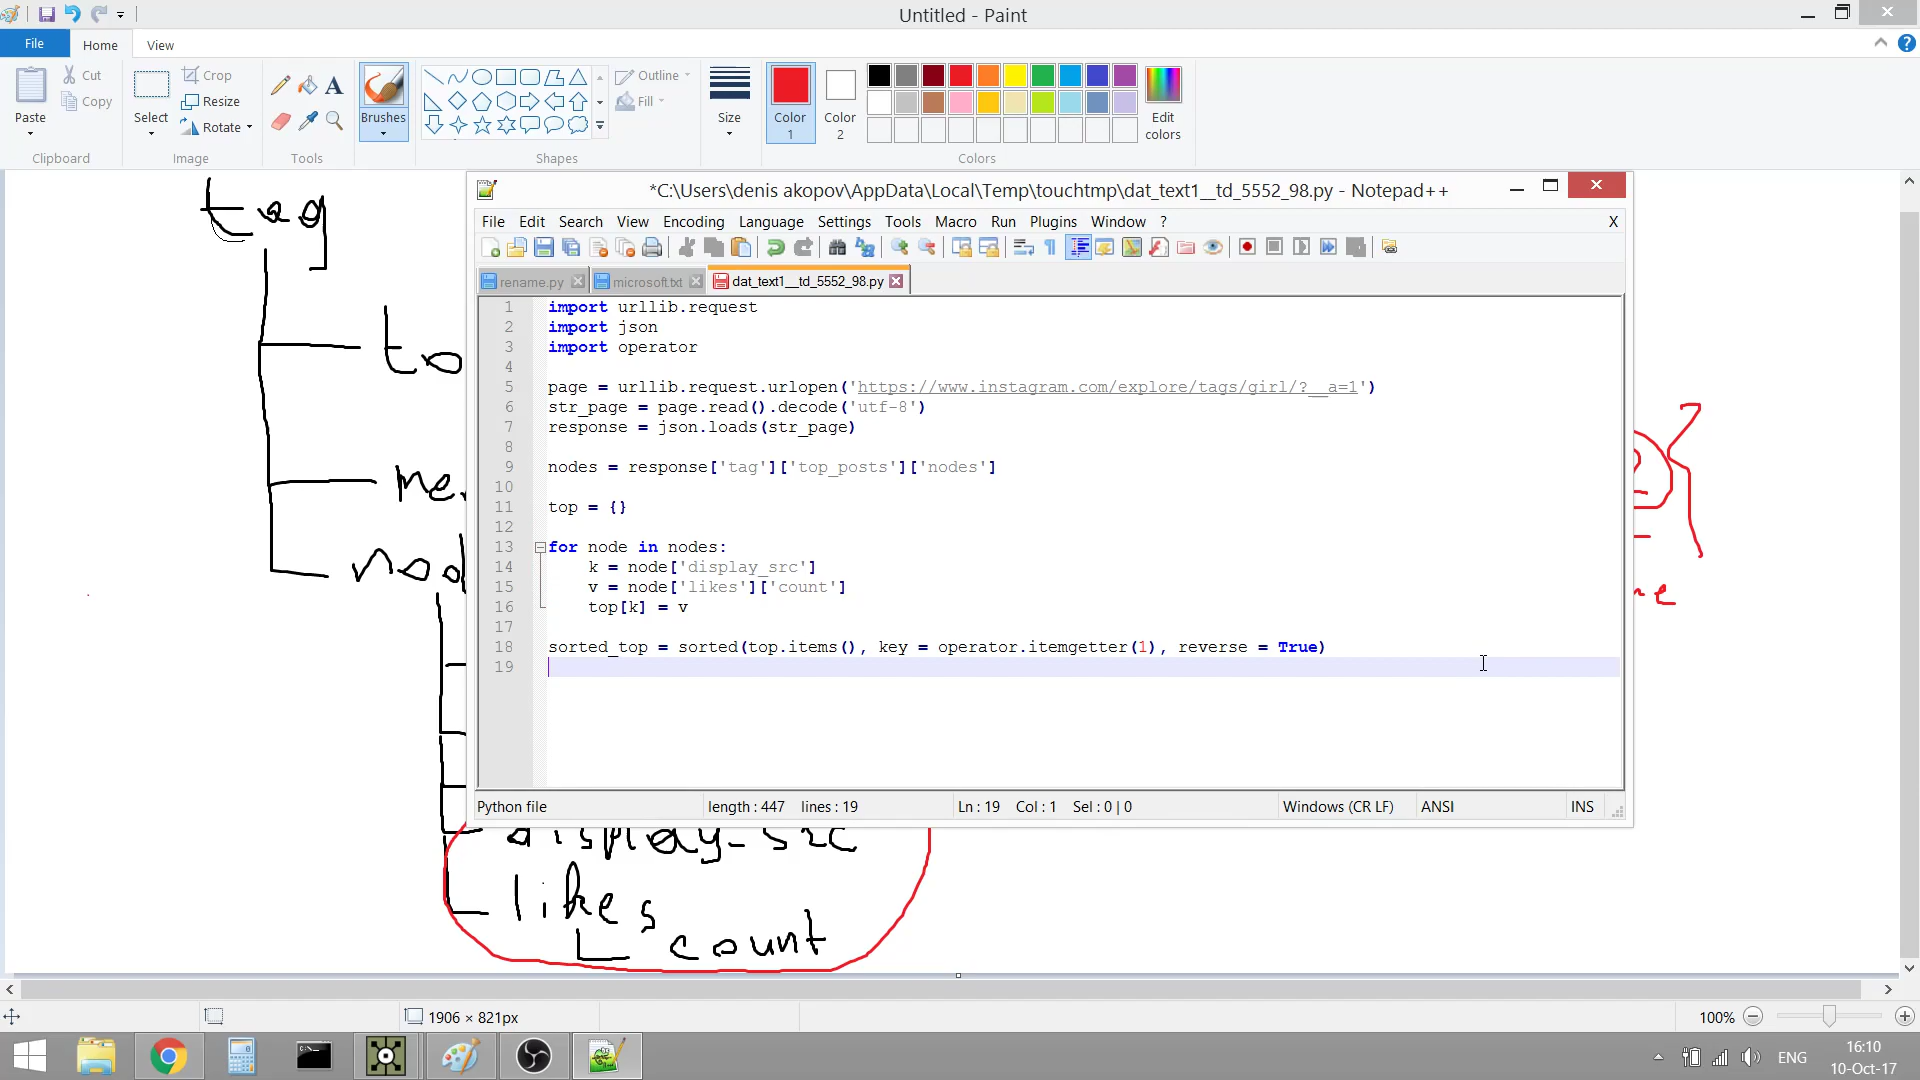 Untitled - Paint
File
Home
View
Paste
Cut
Copy
Clipboard
Select
Crop
Resize
Rotate
Image
Tools
Brushes
Shapes
Outline
Fill
Size
Color 1
Color 2
Edit colors
Colors
tag
*C:\Users\denis akopov\AppData\Local\Temp\touchtmp\dat_text1__td_5552_98.py - Notepad++
File Edit Search View Encoding Language Settings Tools Macro Run Plugins Window ? X
rename.py
microsoft.txt
dat_text1__td_5552_98.py
1 import urllib.request
2 import json
3 import operator
4
5 page = urllib.request.urlopen('https://www.instagram.com/explore/tags/girl/?__a=1')
6 str_page = page.read().decode('utf-8')
7 response = json.loads(str_page)
8
9 nodes = response['tag']['top_posts']['nodes']
10
11 top = {}
12
13 for node in nodes:
14 k = node['display_src']
15 v = node['likes']['count']
16 top[k] = v
17
18 sorted_top = sorted(top.items(), key = operator.itemgetter(1), reverse = True)
19
Python file
length : 447 lines : 19
Ln : 19 Col : 1 Sel : 0 | 0
Windows (CR LF)
ANSI
INS
to
me
nod
display_src
likes
count
1906 × 821px
100%
ENG
16:10
10-Oct-17